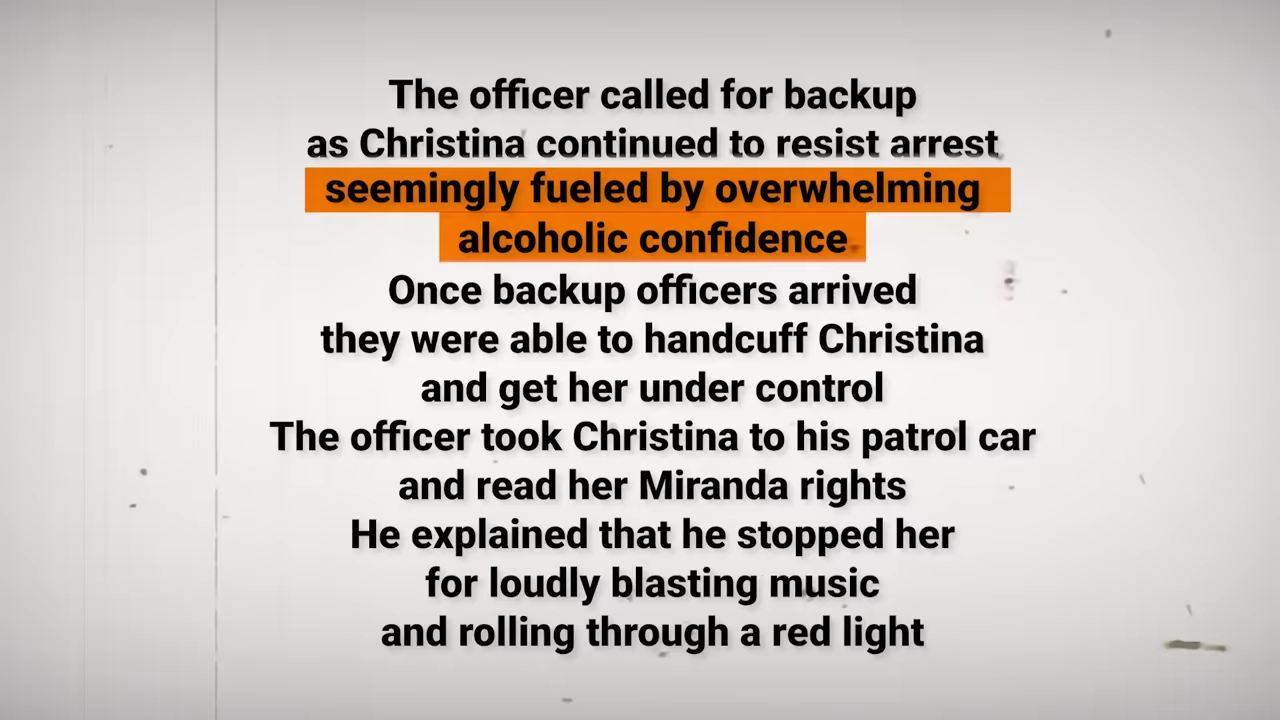 The officer called for backup
as Christina continued to resist arrest
seemingly fueled by overwhelming
alcoholic confidence
Once backup officers arrived
they were able to handcuff Christina
and get her under control
The officer took Christina to his patrol car
and read her Miranda rights
He explained that he stopped her
for loudly blasting music
and rolling through a red light